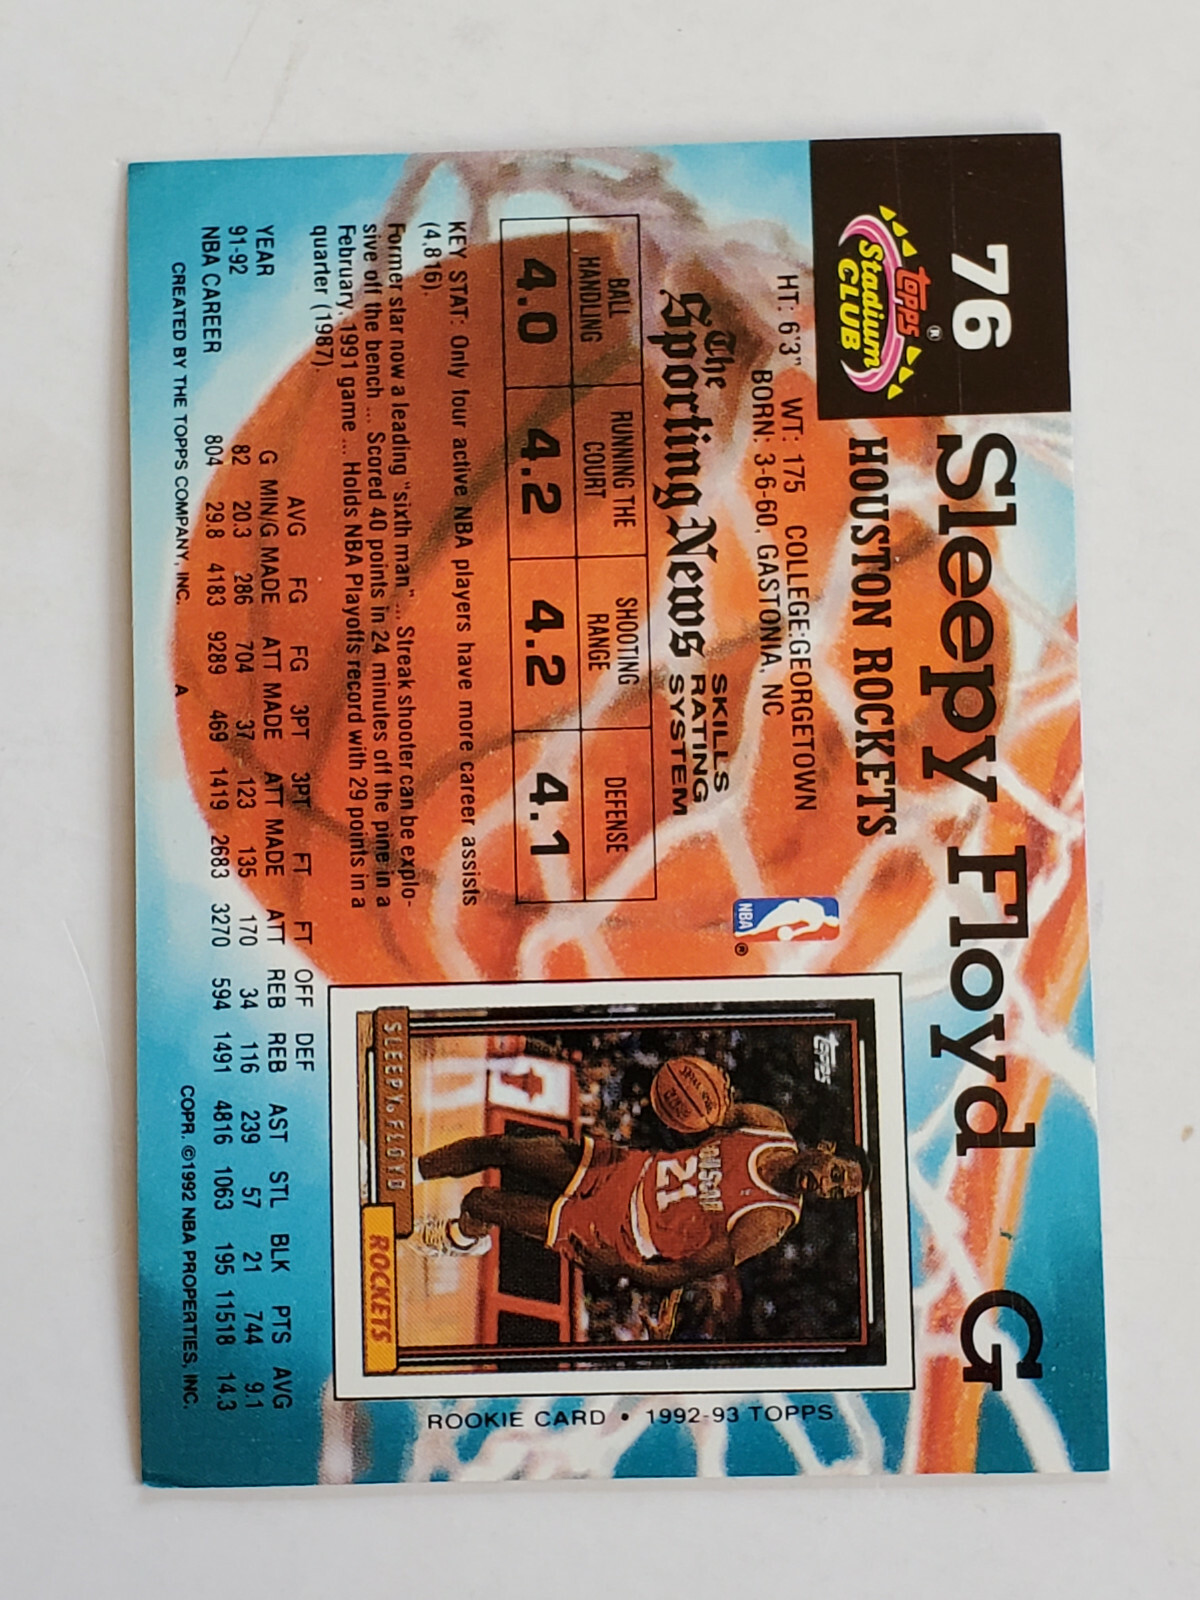 76 Sleepy Floyd G
Topps®
Stadium
CLUB
HOUSTON ROCKETS
HT: 6'3" WT: 175 COLLEGE:GEORGETOWN
BORN: 3-6-60, GASTONIA, NC
NBA ®
The
Sporting News
SKILLS
RATING
SYSTEM
BALL HANDLING RUNNING THE COURT SHOOTING RANGE DEFENSE
4.0 4.2 4.2 4.1
KEY STAT: Only four active NBA players have more career assists
(4,816).
Former star now a leading "sixth man" ... Streak shooter can be explo-
sive off the bench ... Scored 40 points in 24 minutes off the pine in a
February, 1991 game ... Holds NBA Playoffs record with 29 points in a
quarter (1987).
AVG FG FG 3PT 3PT FT FT OFF DEF
YEAR G MIN/G MADE ATT MADE ATT MADE ATT REB REB AST STL BLK PTS AVG
91-92 82 20.3 286 704 37 123 135 170 34 116 239 57 21 744 9.1
NBA CAREER 804 29.8 4183 9289 469 1419 2683 3270 594 1491 4816 1063 195 11518 14.3
CREATED BY THE TOPPS COMPANY, INC. A COPR. ©1992 NBA PROPERTIES, INC.
TOPPS
21
SLEEPY FLOYD
ROCKETS
ROOKIE CARD • 1992-93 TOPPS